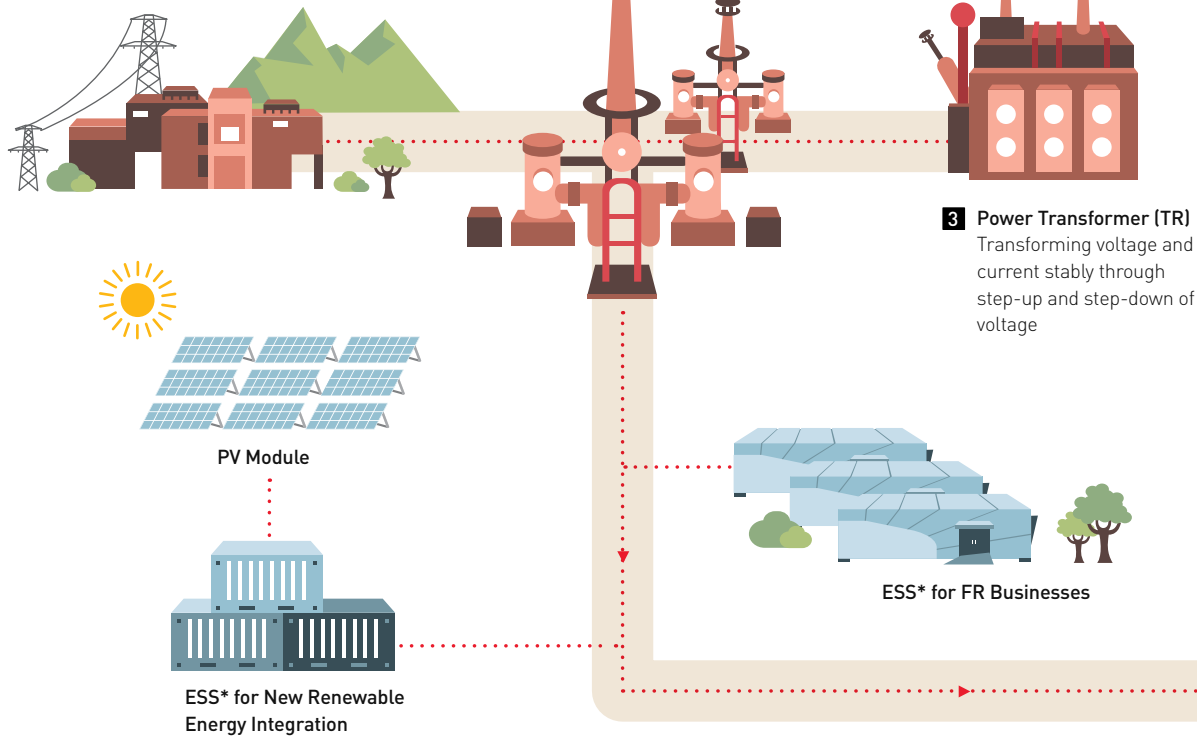 3 Power Transformer (TR)
Transforming voltage and
current stably through
step-up and step-down of
voltage
PV Module
ESS* for FR Businesses
ESS* for New Renewable
Energy Integration